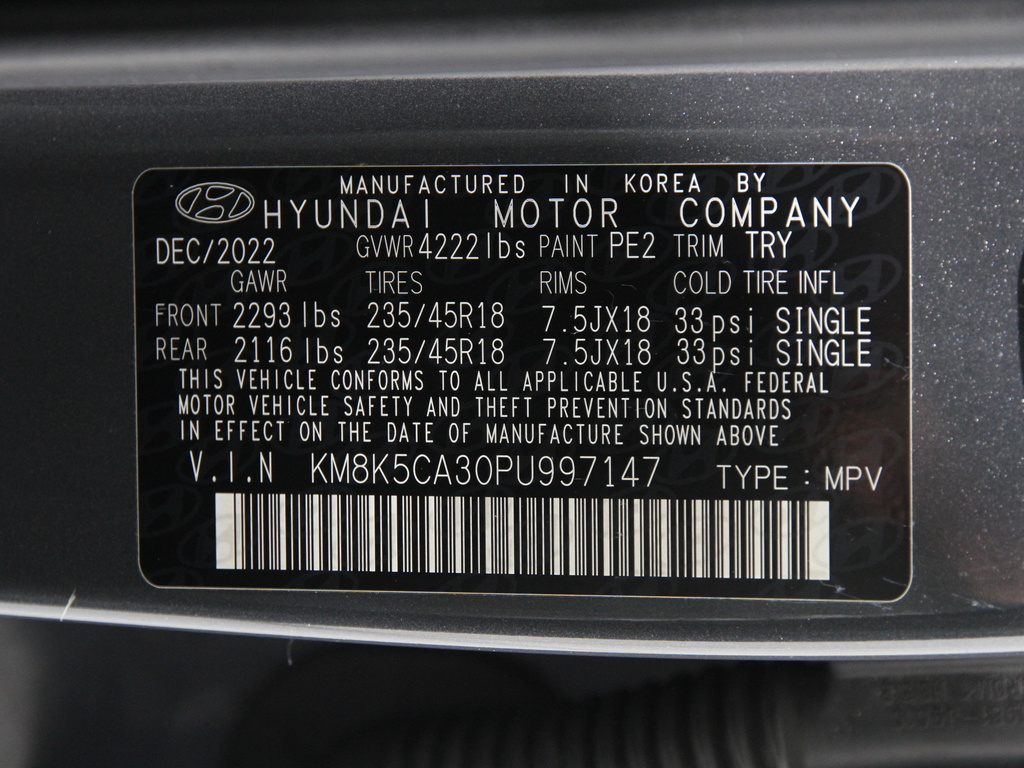 MANUFACTURED IN KOREA BY
HYUNDAI MOTOR COMPANY
DEC/2022 GVWR 4222 lbs PAINT PE2 TRIM TRY
GAWR TIRES RIMS COLD TIRE INFL
FRONT 2293 lbs 235/45R18 7.5JX18 33psi SINGLE
REAR 2116 lbs 235/45R18 7.5JX18 33psi SINGLE
THIS VEHICLE CONFORMS TO ALL APPLICABLE U.S.A. FEDERAL
MOTOR VEHICLE SAFETY AND THEFT PREVENTION STANDARDS
IN EFFECT ON THE DATE OF MANUFACTURE SHOWN ABOVE
V.I.N KM8K5CA30PU997147 TYPE : MPV